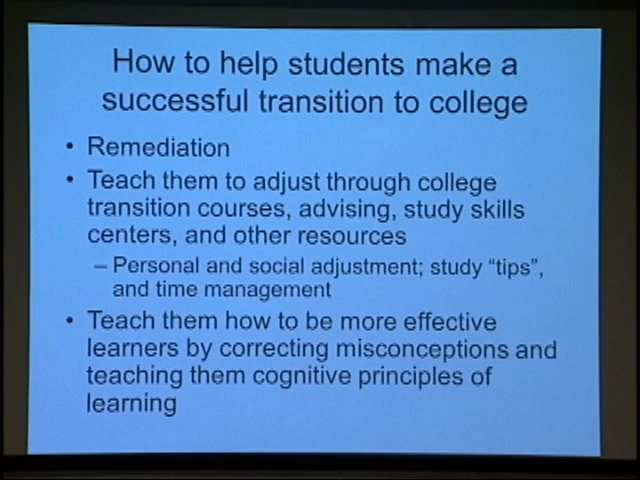 How to help students make a
successful transition to college
• Remediation
• Teach them to adjust through college
transition courses, advising, study skills
centers, and other resources
– Personal and social adjustment; study “tips”,
and time management
• Teach them how to be more effective
learners by correcting misconceptions and
teaching them cognitive principles of
learning